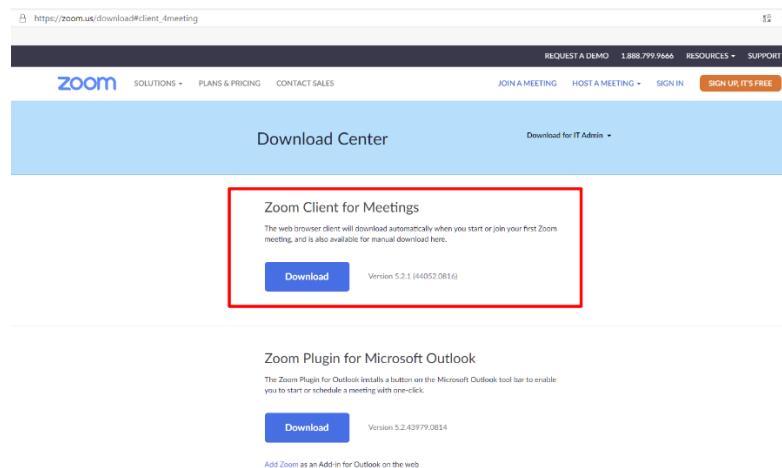 https://zoom.us/download#client_4meeting
REQUEST A DEMO 1.888.799.9666 RESOURCES SUPPORT
zoom SOLUTIONS PLANS & PRICING CONTACT SALES JOIN A MEETING HOST A MEETING SIGN IN SIGN UP, IT'S FREE
Download Center Download for IT Admin
Zoom Client for Meetings
The web browser client will download automatically when you start or join your first Zoom
meeting, and is also available for manual download here.
Download Version 5.2.1 (44052.0816)
Zoom Plugin for Microsoft Outlook
The Zoom Plugin for Outlook installs a button on the Microsoft Outlook tool bar to enable
you to start or schedule a meeting with one-click.
Download Version 5.2.43979.0814
Add Zoom as an Add-in for Outlook on the web